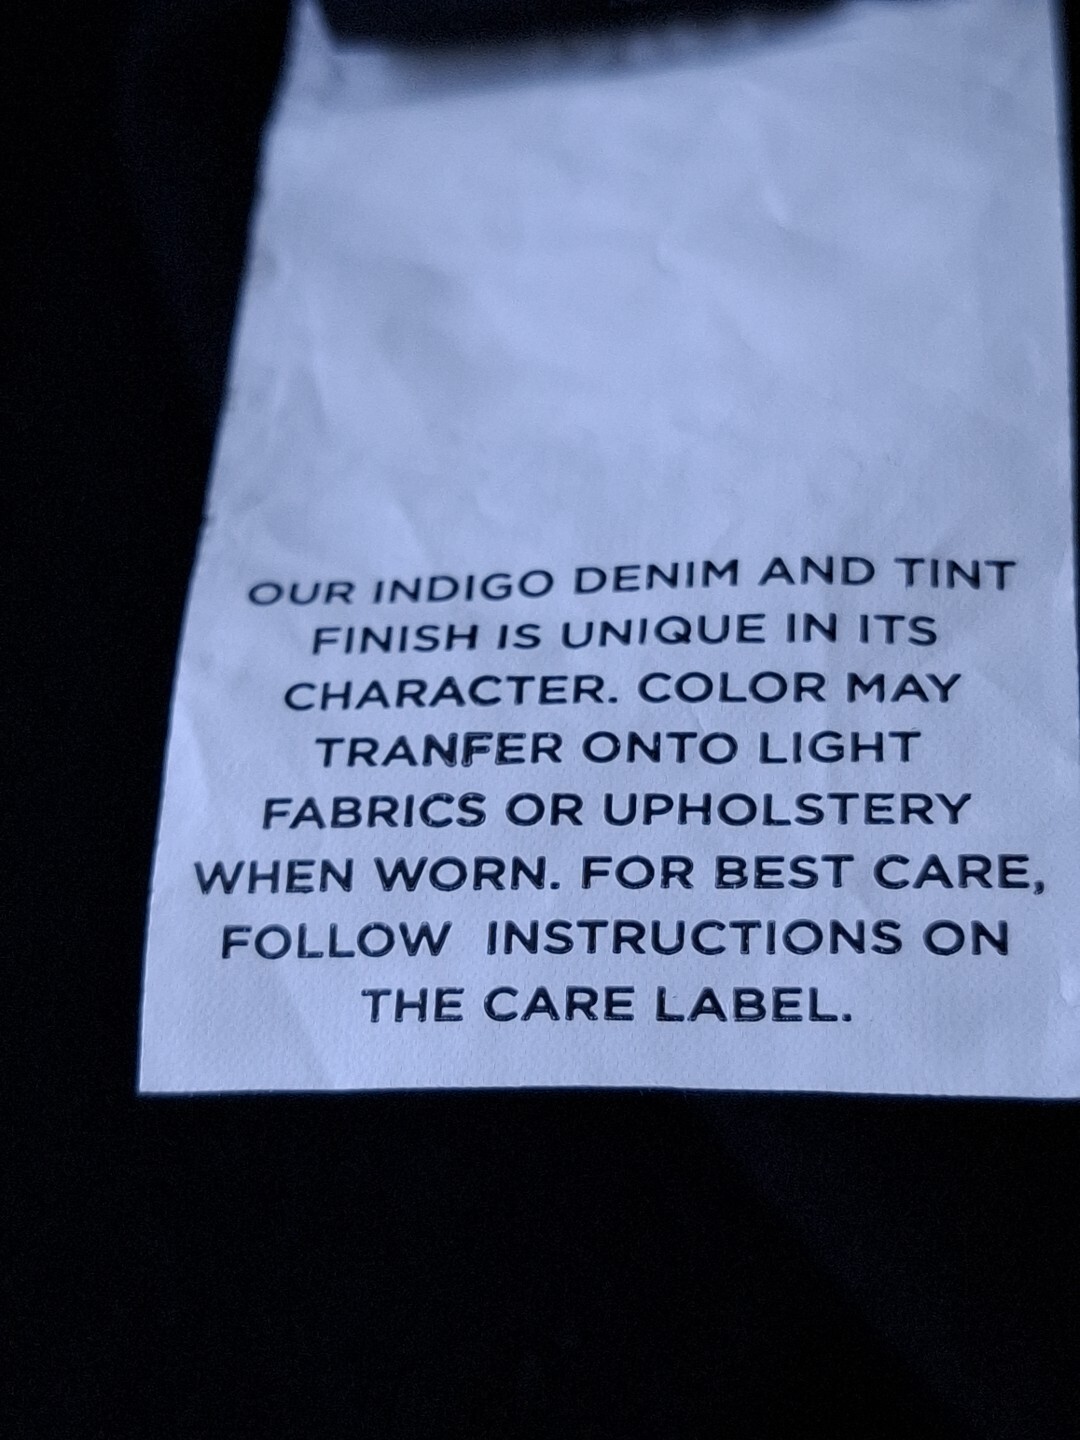 OUR INDIGO DENIM AND TINT
FINISH IS UNIQUE IN ITS
CHARACTER. COLOR MAY
TRANFER ONTO LIGHT
FABRICS OR UPHOLSTERY
WHEN WORN. FOR BEST CARE,
FOLLOW INSTRUCTIONS ON
THE CARE LABEL.